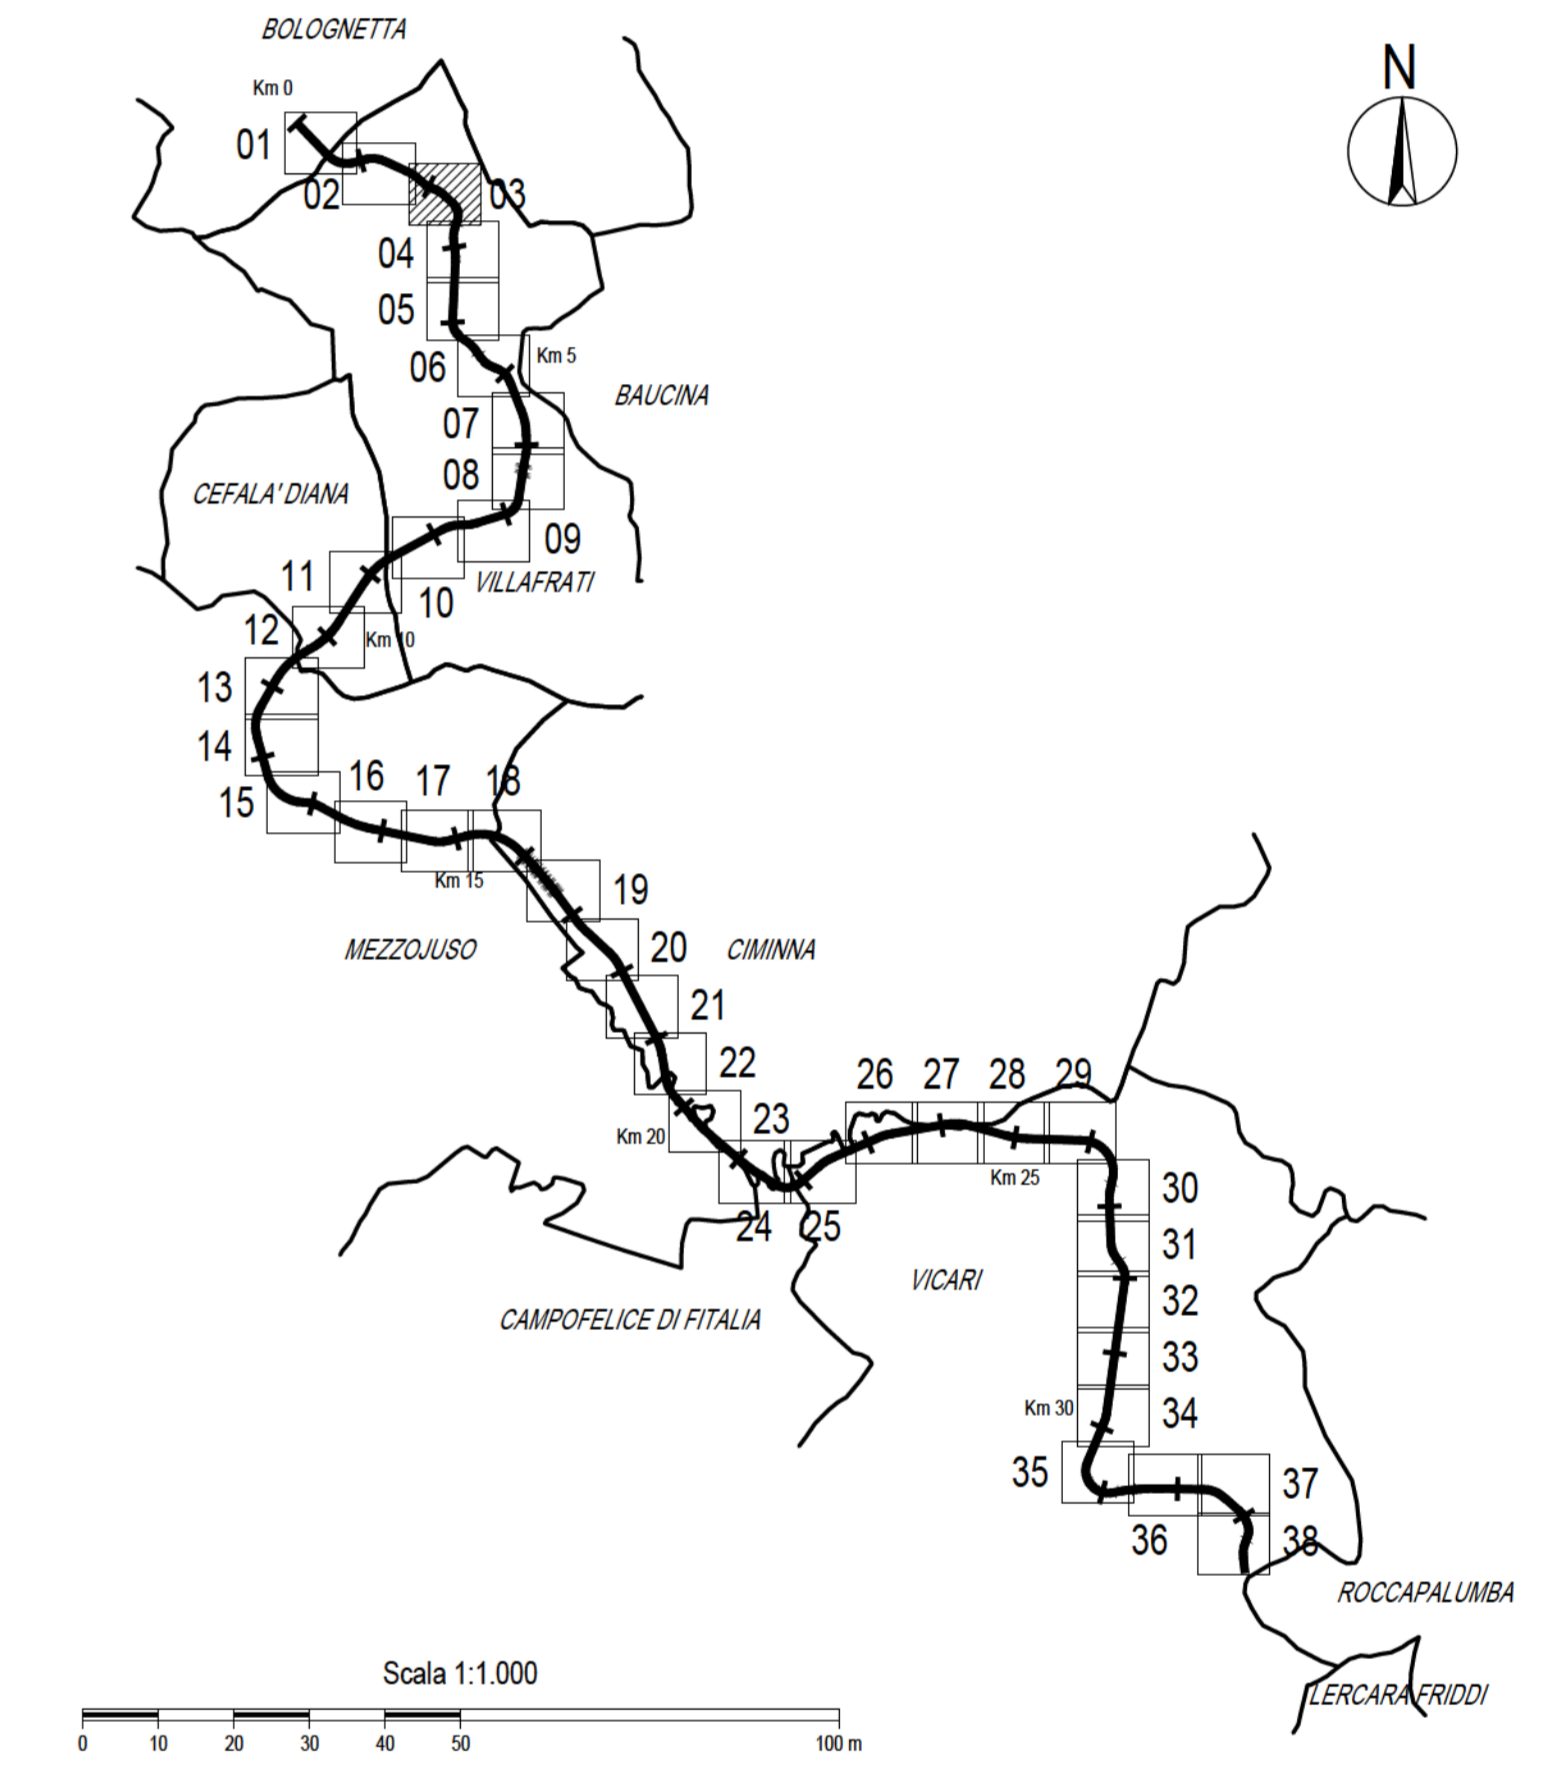 BOLOGNETTA
N
Km 0
01
02
03
04
05
06
Km 5
BAUCINA
07
08
CEFALA' DIANA
09
11
VILLAFRATI
10
12
Km 10
13
14
15
16
17
18
Km 15
19
MEZZOJUSO
20
CIMINNA
21
22
26
27
28
29
23
Km 20
Km 25
30
24
25
31
VICARI
32
CAMPOFELICE DI FITALIA
33
Km 30
34
35
37
36
38
ROCCAPALUMBA
Scala 1:1.000
LERCARA FRIDDI
0 10 20 30 40 50 100 m